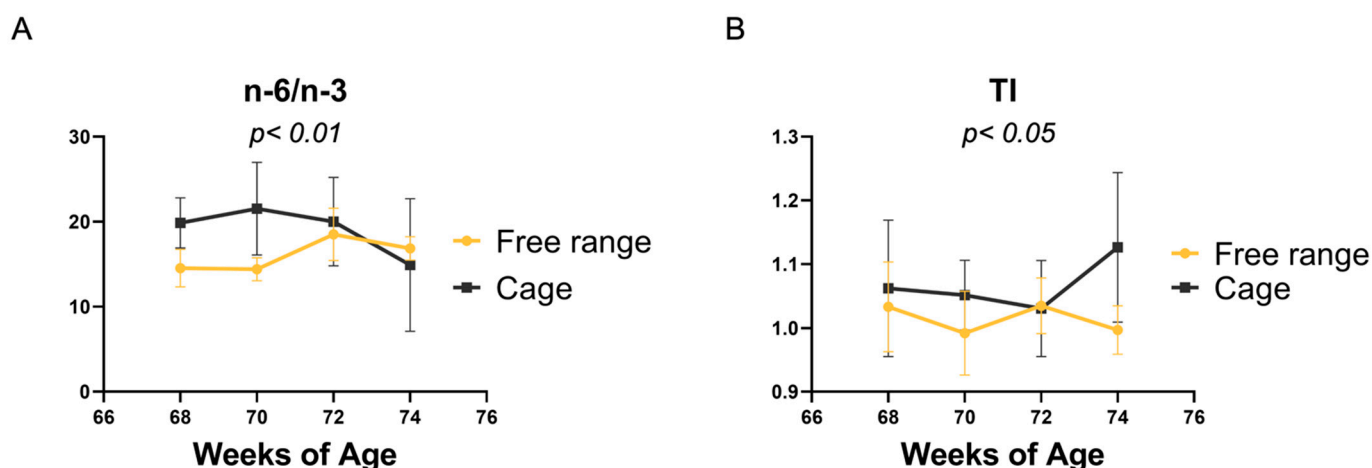 A
n-6/n-3
p< 0.01
30
20
10
0
66 68 70 72 74 76
Weeks of Age
Free range
Cage
B
TI
p< 0.05
1.3
1.2
1.1
1.0
0.9
66 68 70 72 74 76
Weeks of Age
Free range
Cage